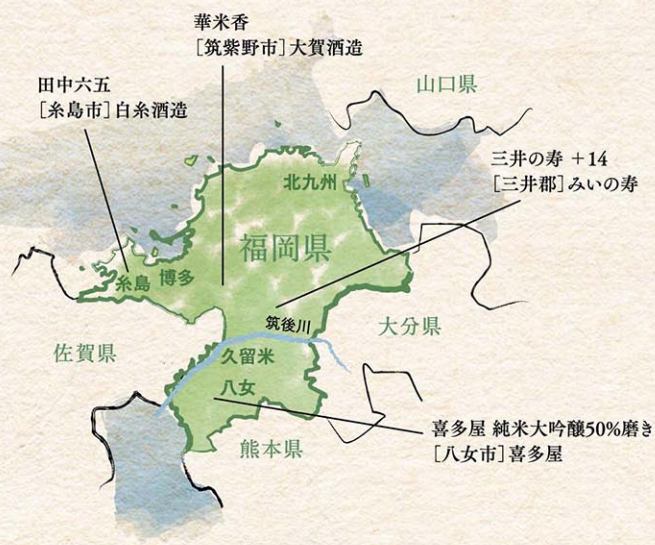 華米香
［筑紫野市］大賀酒造
田中六五
［糸島市］白糸酒造
山口県
三井の寿 ＋14
［三井郡］みいの寿
北九州
福岡県
糸島
博多
筑後川
大分県
佐賀県
久留米
八女
熊本県
喜多屋 純米大吟醸50%磨き
［八女市］喜多屋